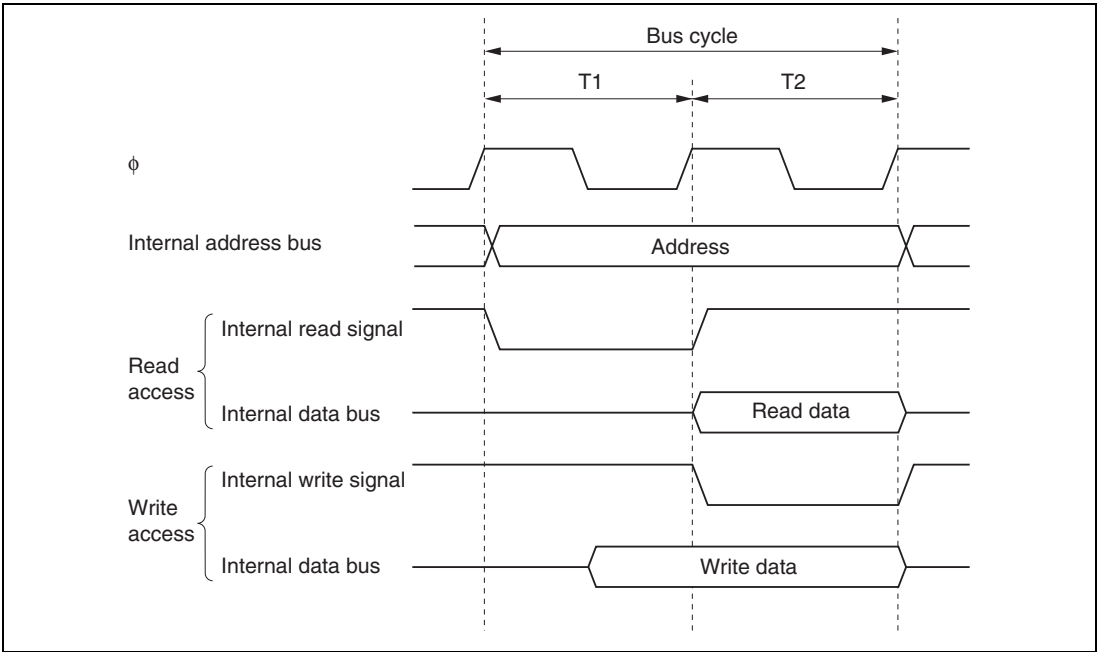 Bus cycle
T1
T2
ϕ
Internal address bus
Address
Internal read signal
Read
access
Internal data bus
Read data
Internal write signal
Write
access
Internal data bus
Write data